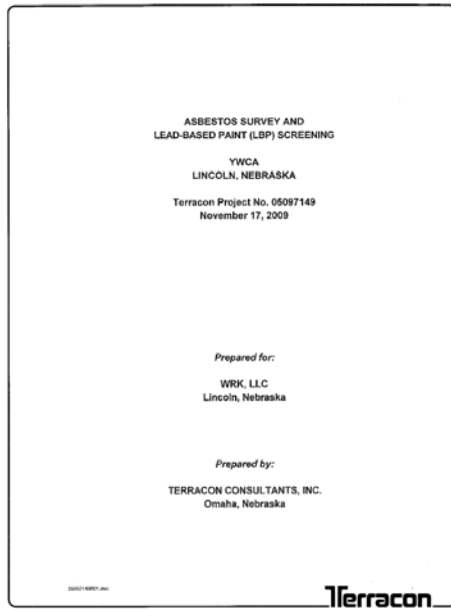 ASBESTOS SURVEY AND
LEAD-BASED PAINT (LBP) SCREENING
YWCA
LINCOLN, NEBRASKA
Terracon Project No. 05097149
November 17, 2009
Prepared for:
WRK, LLC
Lincoln, Nebraska
Prepared by:
TERRACON CONSULTANTS, INC.
Omaha, Nebraska
Terracon